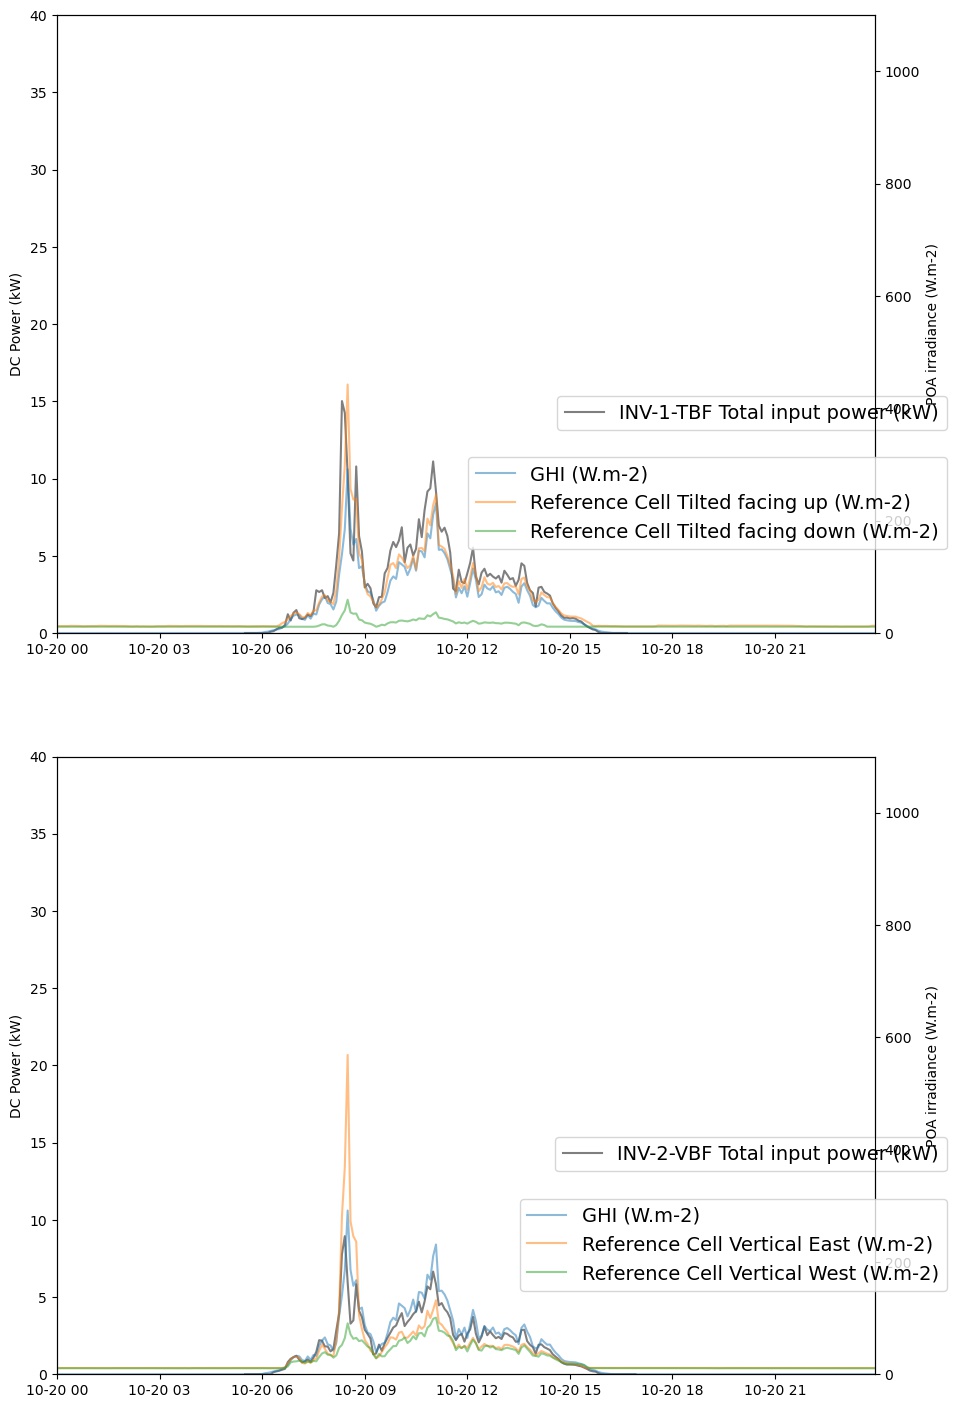 40
35
30
25
20
15
10
5
0
DC Power (kW)
1000
800
600
400
200
0
POA irradiance (W.m-2)
INV-1-TBF Total input power (kW)
GHI (W.m-2)
Reference Cell Tilted facing up (W.m-2)
Reference Cell Tilted facing down (W.m-2)
10-20 00 10-20 03 10-20 06 10-20 09 10-20 12 10-20 15 10-20 18 10-20 21
40
35
30
25
20
15
10
5
0
DC Power (kW)
1000
800
600
400
200
0
POA irradiance (W.m-2)
INV-2-VBF Total input power (kW)
GHI (W.m-2)
Reference Cell Vertical East (W.m-2)
Reference Cell Vertical West (W.m-2)
10-20 00 10-20 03 10-20 06 10-20 09 10-20 12 10-20 15 10-20 18 10-20 21